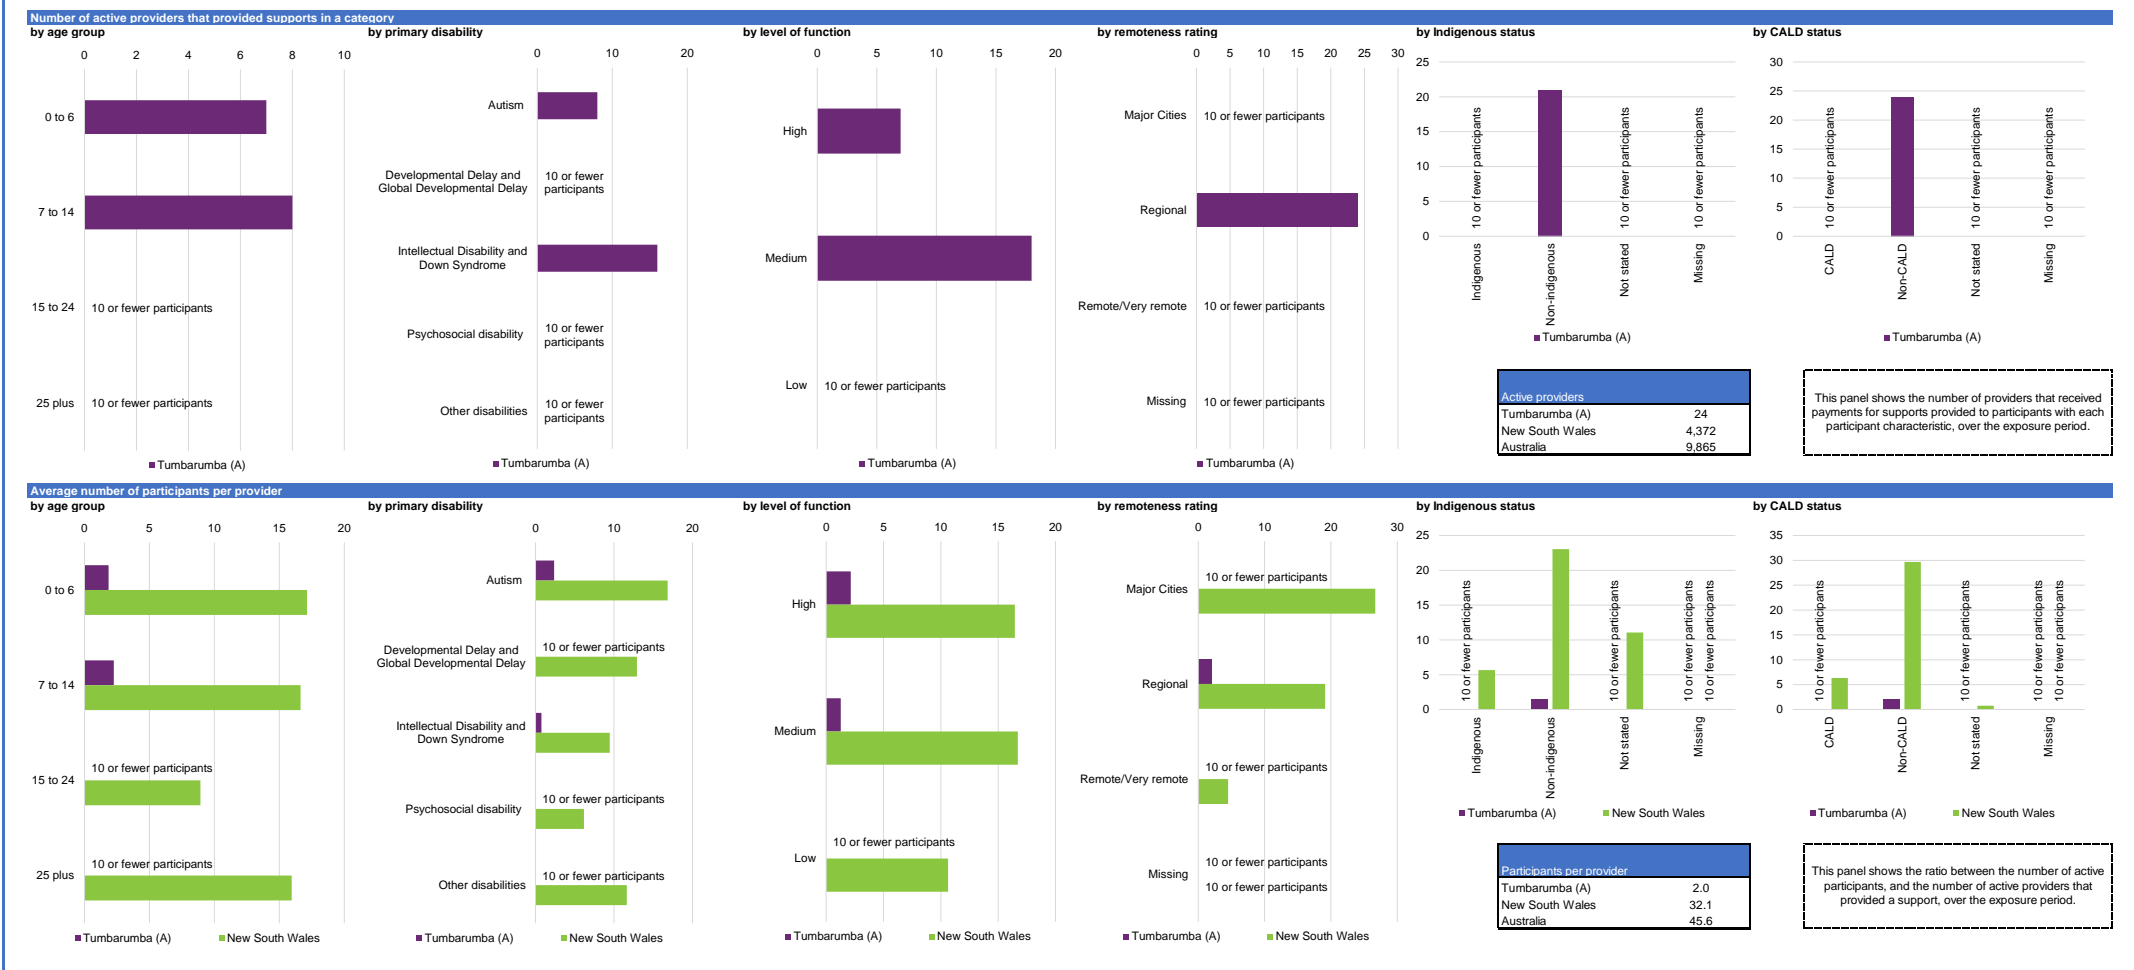 Number of active providers that provided supports in a category
by age group
0 2 4 6 8 10
0 to 6
7 to 14
15 to 24 10 or fewer participants
25 plus 10 or fewer participants
Tumbarumba (A)
by primary disability
0 10 20
Autism
Developmental Delay and
Global Developmental Delay
10 or fewer
participants
Intellectual Disability and
Down Syndrome
Psychosocial disability
10 or fewer
participants
Other disabilities
10 or fewer
participants
Tumbarumba (A)
by level of function
0 5 10 15 20
High
Medium
Low 10 or fewer participants
Tumbarumba (A)
by remoteness rating
0 5 10 15 20 25 30
Major Cities 10 or fewer participants
Regional
Remote/Very remote 10 or fewer participants
Missing 10 or fewer participants
Tumbarumba (A)
by Indigenous status
25
20
15
10
5
0
10 or fewer participants
10 or fewer participants
10 or fewer participants
Indigenous
Non-indigenous
Not stated
Missing
Tumbarumba (A)
by CALD status
30
25
20
15
10
5
0
10 or fewer participants
10 or fewer participants
10 or fewer participants
CALD
Non-CALD
Not stated
Missing
Tumbarumba (A)
Active providers
Tumbarumba (A) 24
New South Wales 4,372
Australia 9,865
This panel shows the number of providers that received
payments for supports provided to participants with each
participant characteristic, over the exposure period.
Average number of participants per provider
by age group
0 5 10 15 20
0 to 6
7 to 14
10 or fewer participants
15 to 24
10 or fewer participants
25 plus
Tumbarumba (A) New South Wales
by primary disability
0 10 20
Autism
Developmental Delay and
Global Developmental Delay
10 or fewer participants
Intellectual Disability and
Down Syndrome
10 or fewer participants
Psychosocial disability
10 or fewer participants
Other disabilities
Tumbarumba (A) New South Wales
by level of function
0 5 10 15 20
High
Medium
10 or fewer participants
Low
Tumbarumba (A) New South Wales
by remoteness rating
0 10 20 30
10 or fewer participants
Major Cities
Regional
10 or fewer participants
Remote/Very remote
10 or fewer participants
Missing
10 or fewer participants
Tumbarumba (A) New South Wales
by Indigenous status
25
20
15
10
5
0
10 or fewer participants
10 or fewer participants
10 or fewer participants
10 or fewer participants
Indigenous
Non-indigenous
Not stated
Missing
Tumbarumba (A) New South Wales
by CALD status
35
30
25
20
15
10
5
0
10 or fewer participants
10 or fewer participants
10 or fewer participants
10 or fewer participants
CALD
Non-CALD
Not stated
Missing
Tumbarumba (A) New South Wales
Participants per provider
Tumbarumba (A) 2.0
New South Wales 32.1
Australia 45.6
This panel shows the ratio between the number of active
participants, and the number of active providers that
provided a support, over the exposure period.